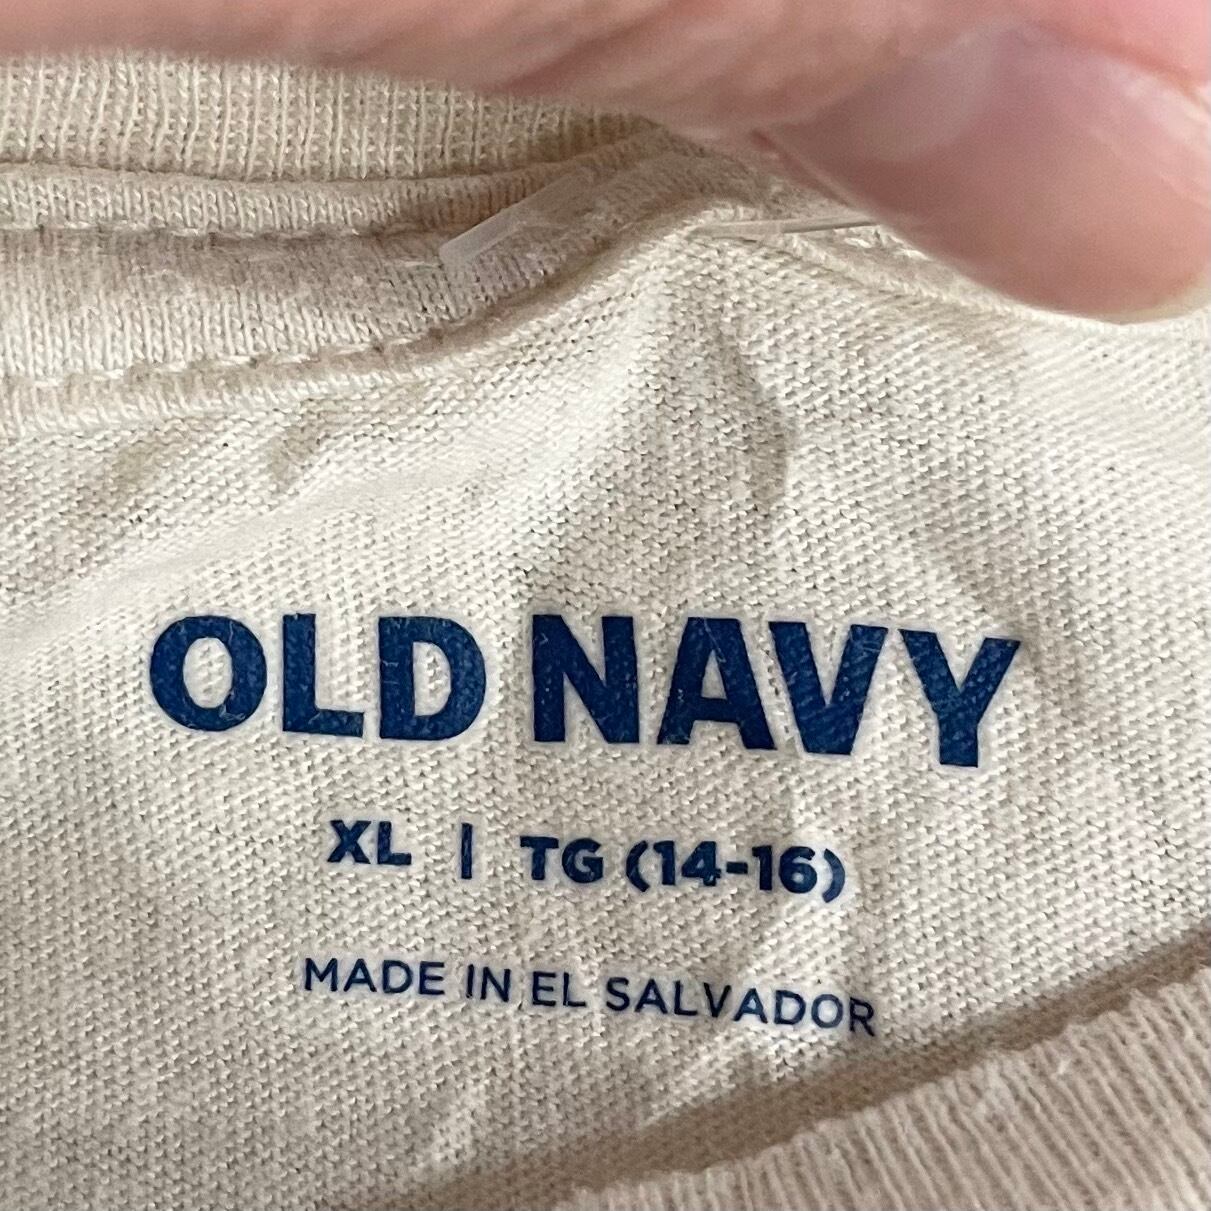 OLD NAVY
XL | TG (14-16)
MADE IN EL SALVADOR